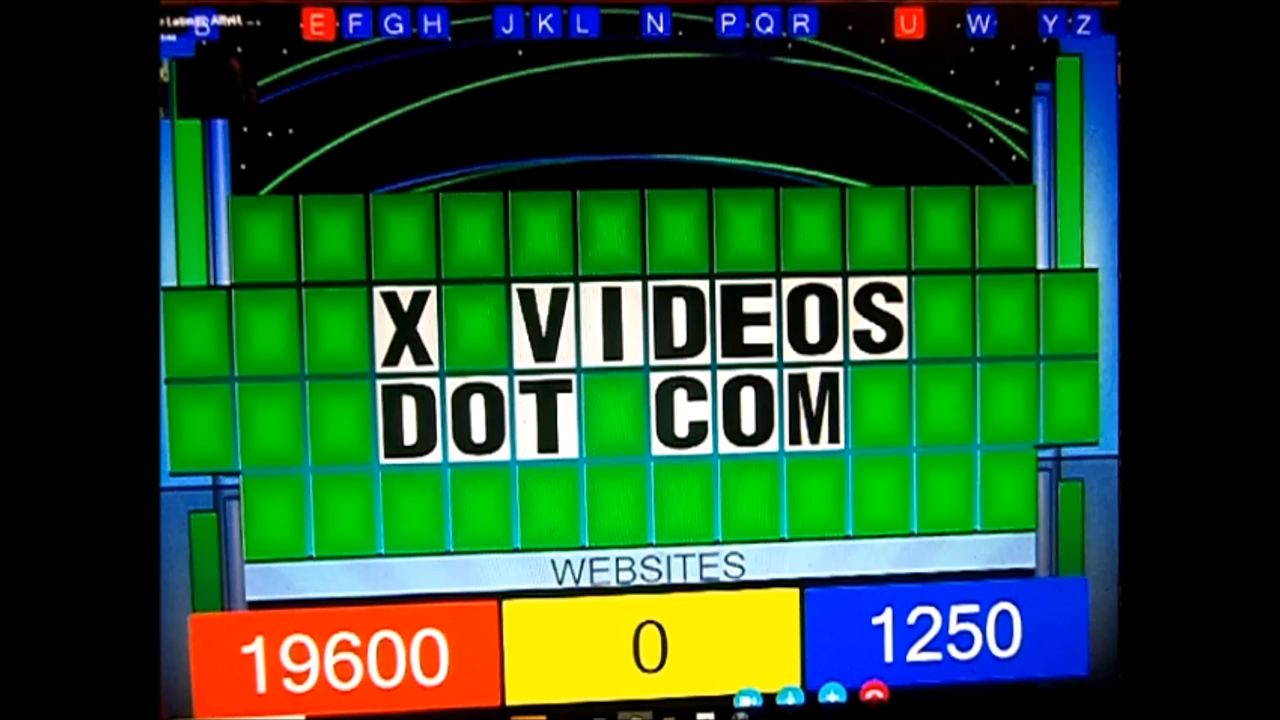 B E F G H J K L N P Q R U W Y Z
X VIDEOS
DOT COM
WEBSITES
19600 0 1250